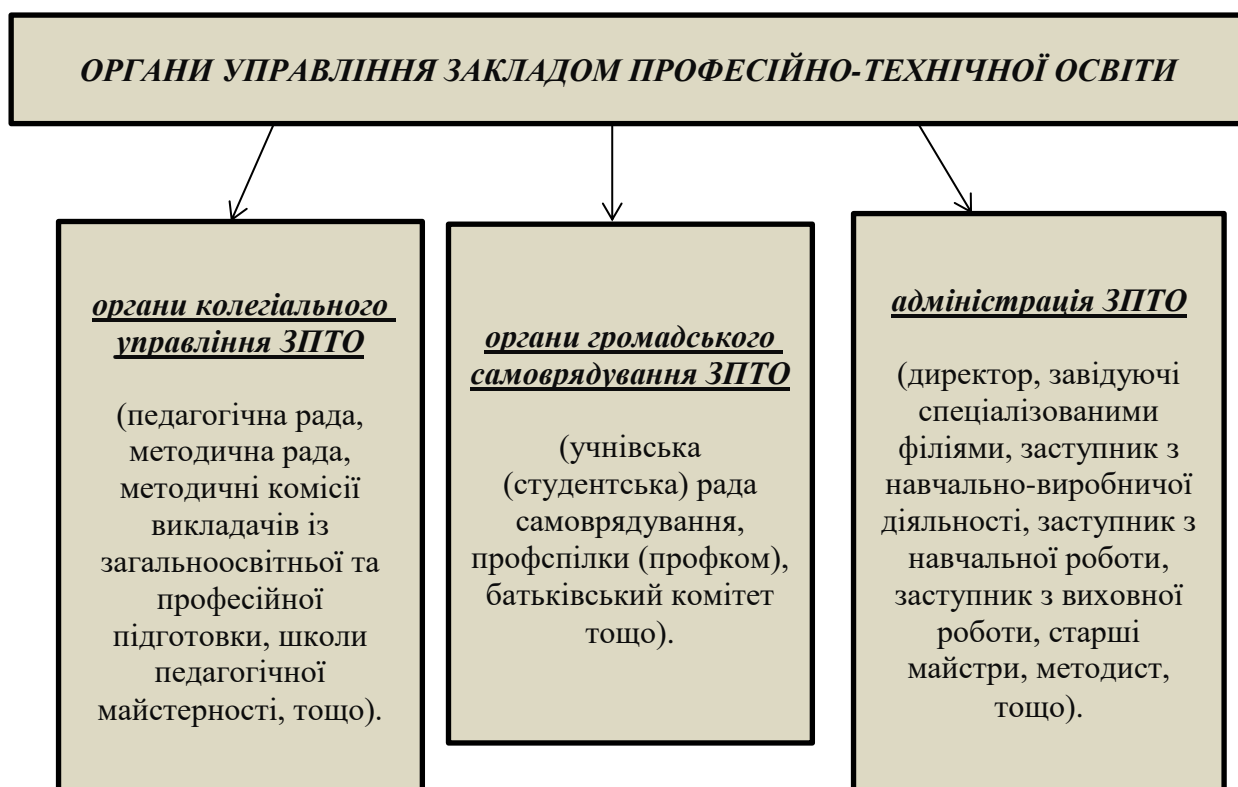 ОРГАНИ УПРАВЛІННЯ ЗАКЛАДОМ ПРОФЕСІЙНО-ТЕХНІЧНОЇ ОСВІТИ
органи колегіального
управління ЗПТО
(педагогічна рада,
методична рада,
методичні комісії
викладачів із
загальноосвітньої та
професійної
підготовки, школи
педагогічної
майстерності, тощо).
органи громадського
самоврядування ЗПТО
(учнівська
(студентська) рада
самоврядування,
профспілки (профком),
батьківський комітет
тощо).
адміністрація ЗПТО
(директор, завідуючі
спеціалізованими
філіями, заступник з
навчально-виробничої
діяльності, заступник з
навчальної роботи,
заступник з виховної
роботи, старші
майстри, методист,
тощо).